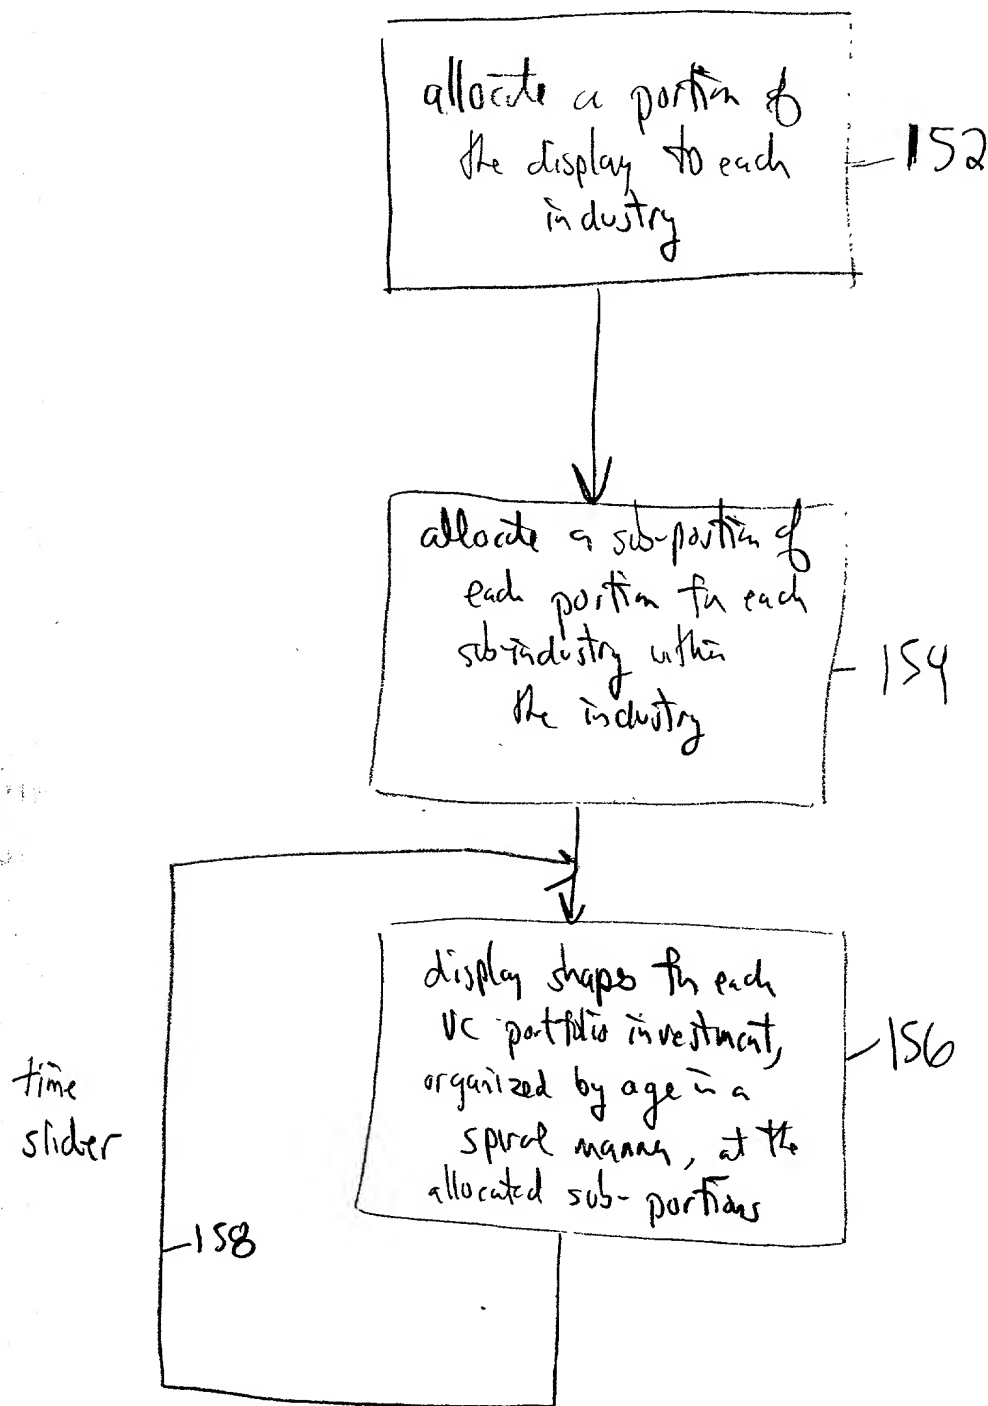 allocate a portion of
the display to each
industry
152
allocate a sub-portion of
each portion for each
sub-industry within
the industry
154
display shapes for each
VC portfolio investment,
organized by age in a
spiral manner, at the
allocated sub-portions
156
time
slider
158